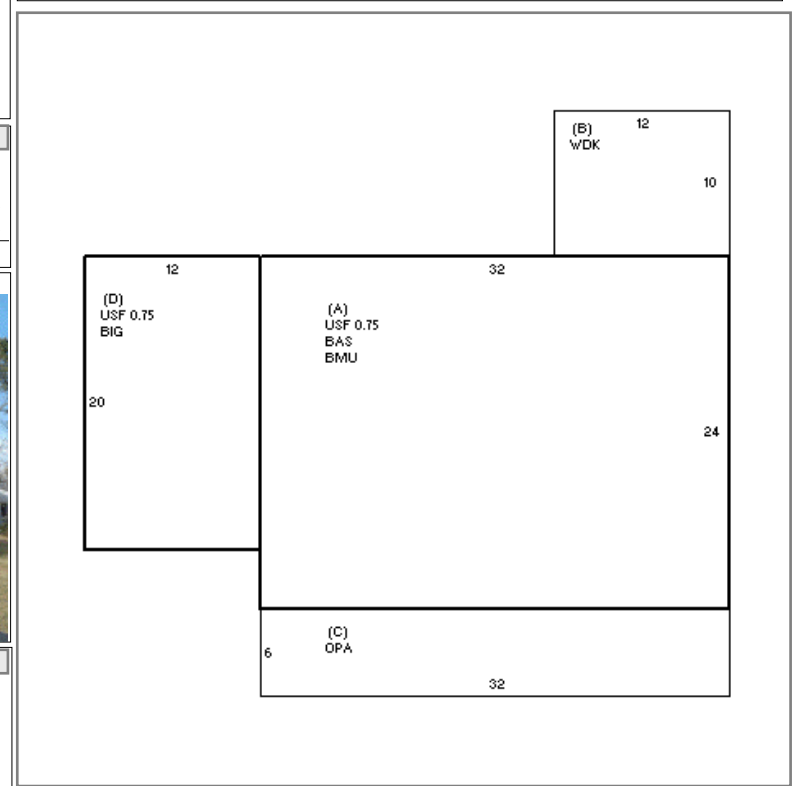 (B)
WDK
12
10
12
32
(D)
USF 0.75
BIG
(A)
USF 0.75
BAS
BMU
20
24
(C)
OPA
6
32